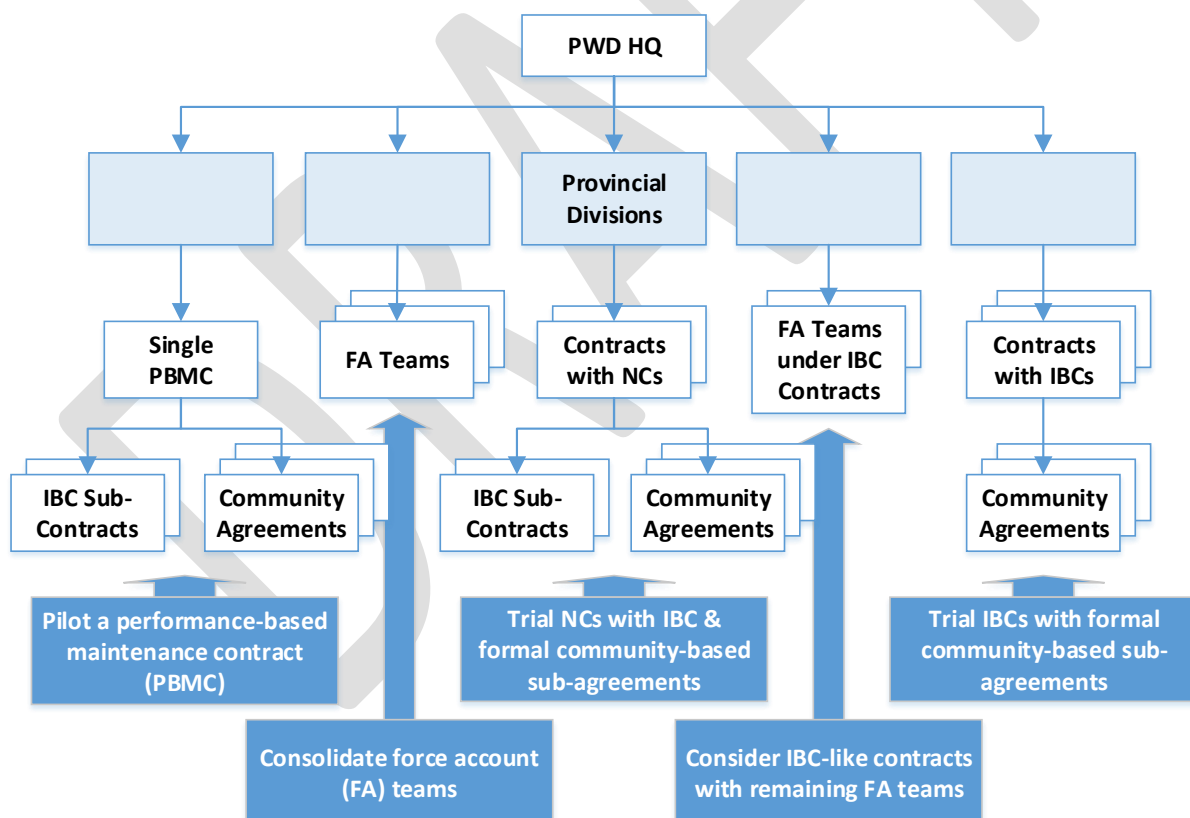 PWD HQ
Provincial
Divisions
Single
PBMC
FA Teams
Contracts
with NCs
FA Teams
under IBC
Contracts
Contracts
with IBCs
IBC Sub-
Contracts
Community
Agreements
IBC Sub-
Contracts
Community
Agreements
Community
Agreements
Pilot a performance-based
maintenance contract
(PBMC)
Trial NCs with IBC &
formal community-based
sub-agreements
Trial IBCs with formal
community-based sub-
agreements
Consolidate force account
(FA) teams
Consider IBC-like contracts
with remaining FA teams
DRAFT